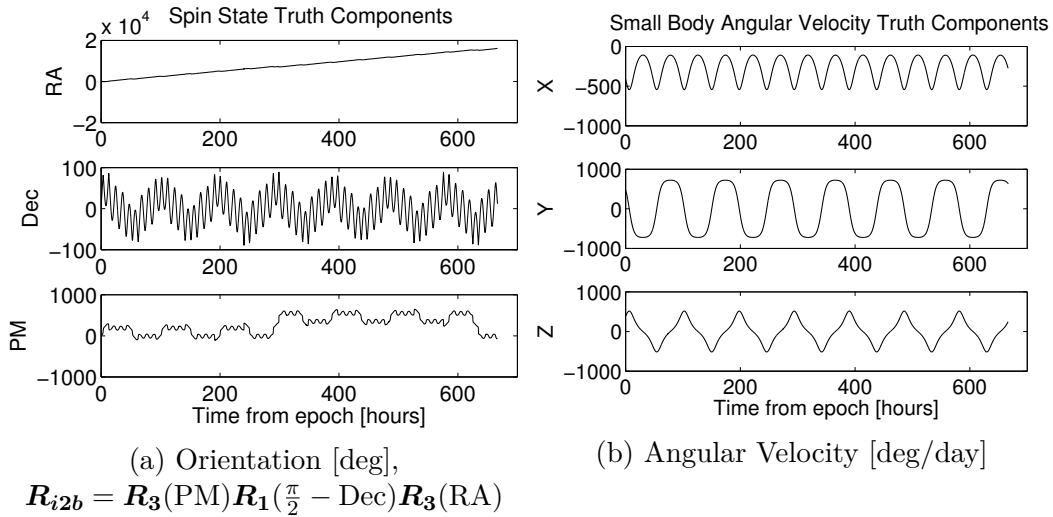 Spin State Truth Components
x 10^4
2
0
−2
RA
0 200 400 600
100
0
−100
Dec
0 200 400 600
1000
0
−1000
PM
0 200 400 600
Time from epoch [hours]
(a) Orientation [deg],
R_{i2b} = R_3(PM)R_1(\frac{π}{2} − Dec)R_3(RA)
Small Body Angular Velocity Truth Components
0
−500
−1000
X
0 200 400 600
1000
0
−1000
Y
0 200 400 600
1000
0
−1000
Z
0 200 400 600
Time from epoch [hours]
(b) Angular Velocity [deg/day]